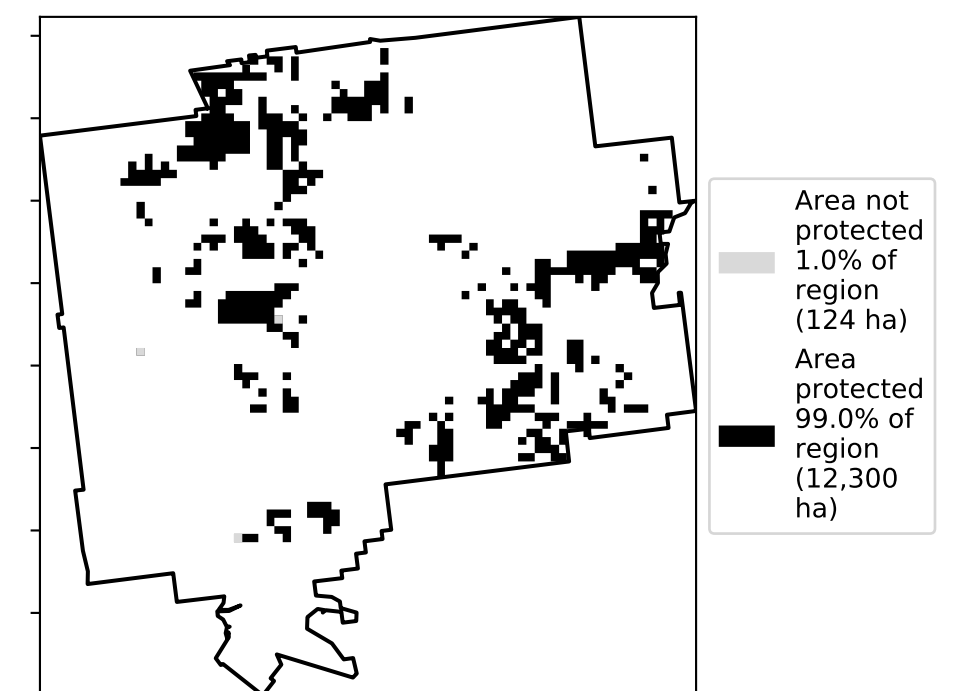 Area not
protected
1.0% of
region
(124 ha)
Area
protected
99.0% of
region
(12,300
ha)